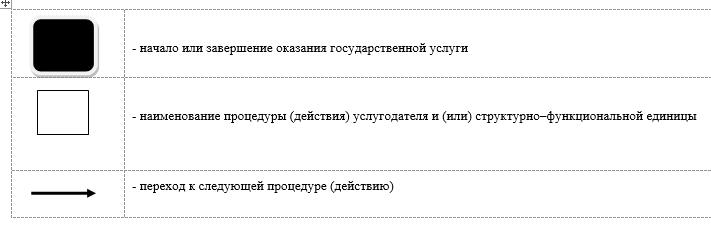 - начало или завершение оказания государственной услуги
- наименование процедуры (действия) услугодателя и (или) структурно–функциональной единицы
- переход к следующей процедуре (действию)